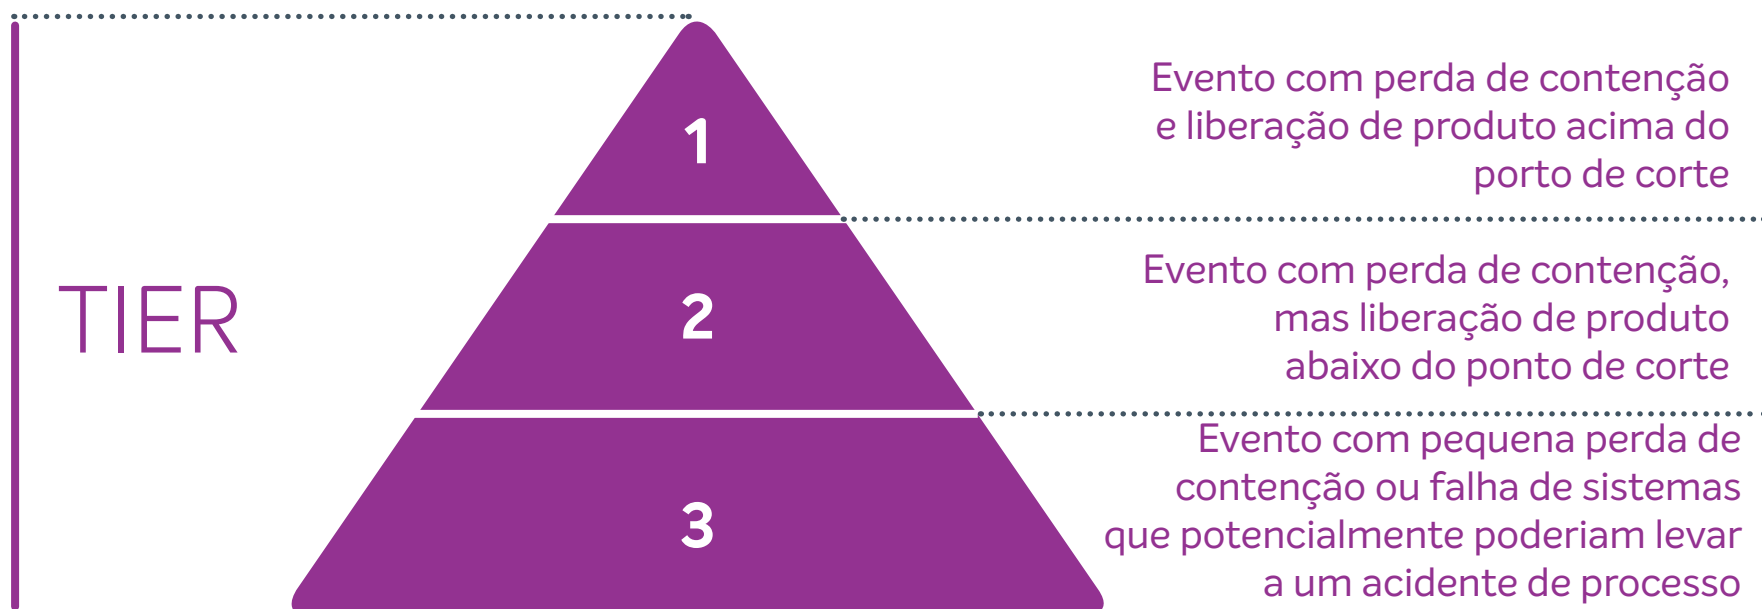 TIER
1
Evento com perda de contenção
e liberação de produto acima do
porto de corte
2
Evento com perda de contenção,
mas liberação de produto
abaixo do ponto de corte
3
Evento com pequena perda de
contenção ou falha de sistemas
que potencialmente poderiam levar
a um acidente de processo